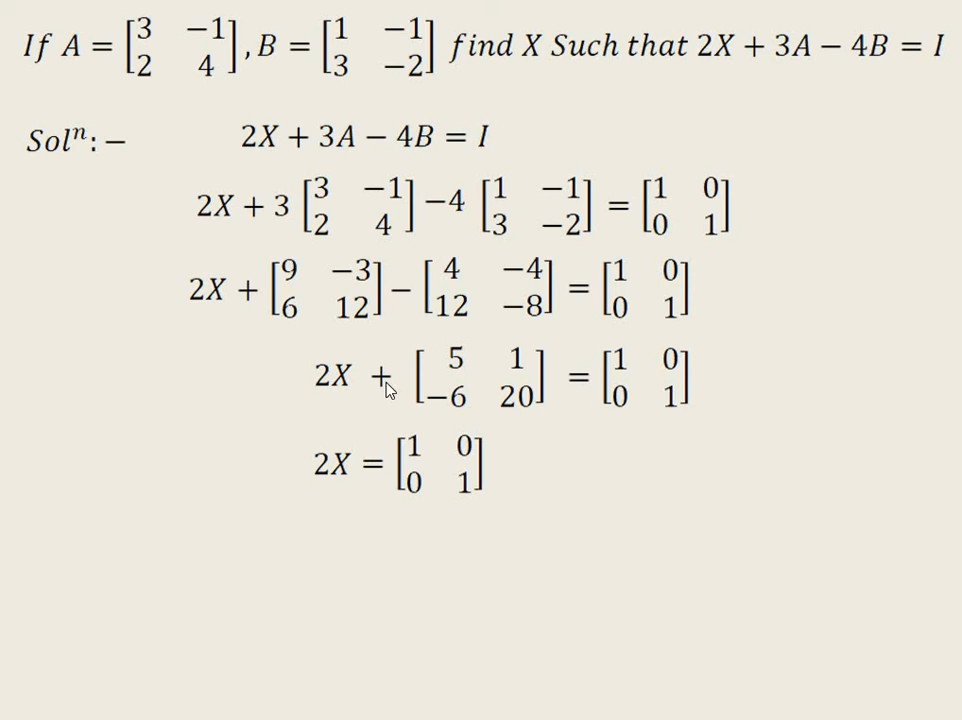 If A = [3 −1; 2 4], B = [1 −1; 3 −2] find X Such that 2X + 3A − 4B = I
Solⁿ: − 2X + 3A − 4B = I
2X + 3 [3 −1; 2 4] −4 [1 −1; 3 −2] = [1 0; 0 1]
2X + [9 −3; 6 12] − [4 −4; 12 −8] = [1 0; 0 1]
2X + [5 1; −6 20] = [1 0; 0 1]
2X = [1 0; 0 1]